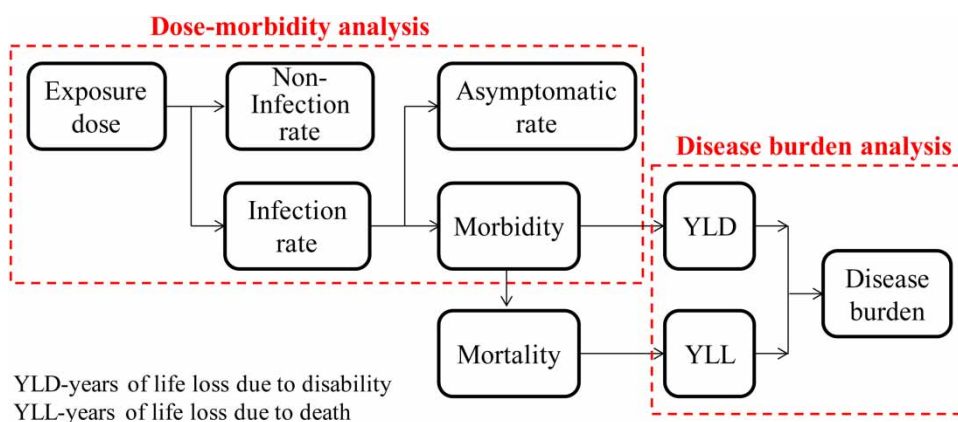 Dose-morbidity analysis
Exposure
dose
Non-
Infection
rate
Asymptomatic
rate
Infection
rate
Morbidity
Mortality
Disease burden analysis
YLD
YLL
Disease
burden
YLD-years of life loss due to disability
YLL-years of life loss due to death